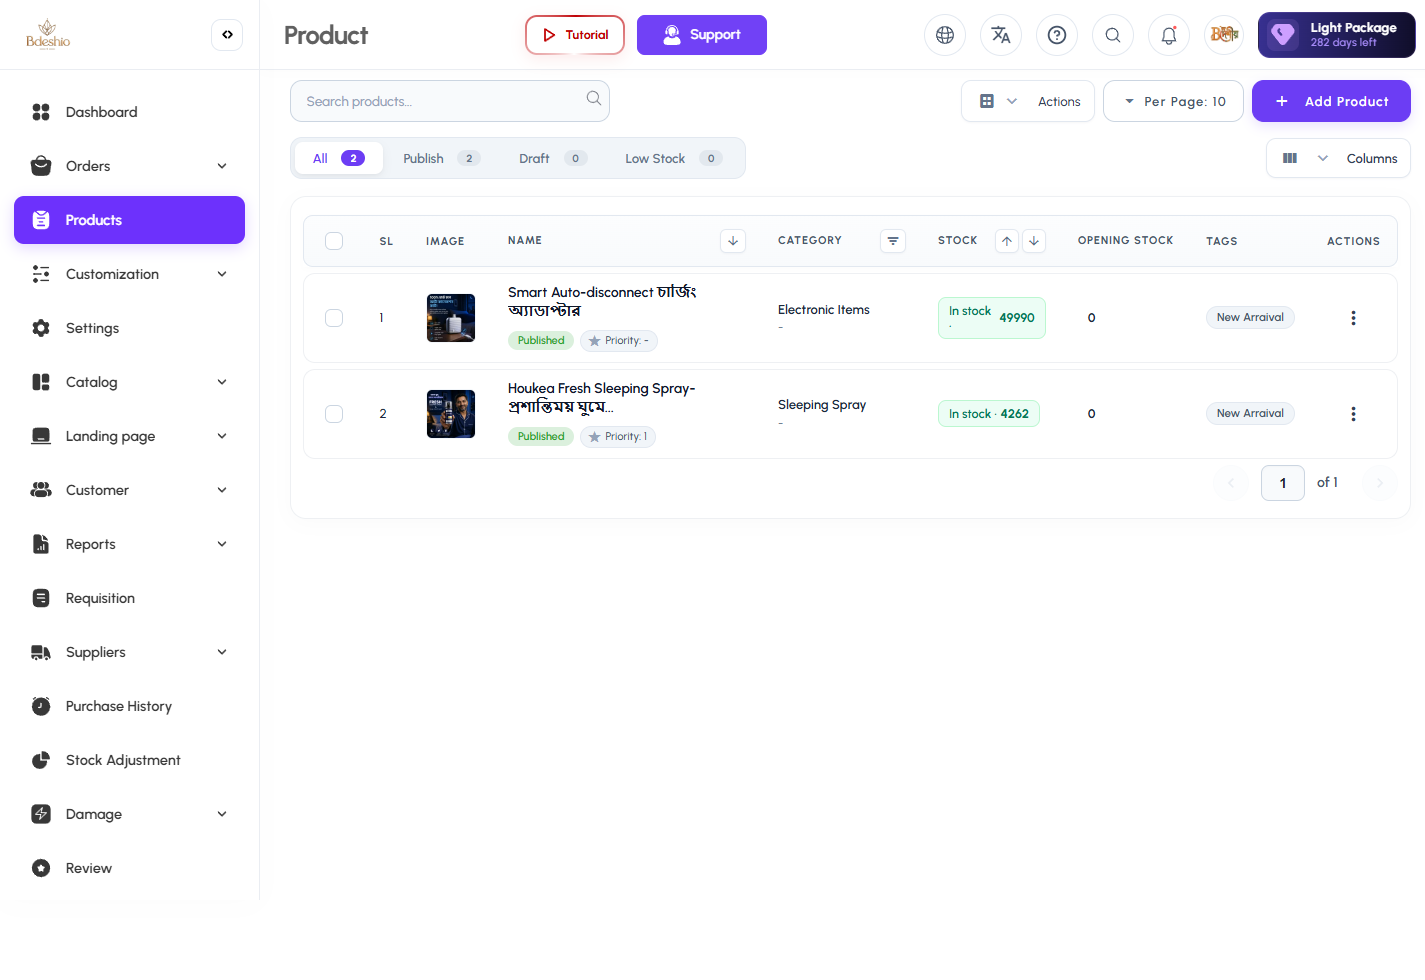 Bdeshio
Product
Tutorial
Support
Light Package
282 days left
Dashboard
Orders
Products
Customization
Settings
Catalog
Landing page
Customer
Reports
Requisition
Suppliers
Purchase History
Stock Adjustment
Damage
Review
Search products...
Actions
Per Page: 10
Add Product
All 2
Publish 2
Draft 0
Low Stock 0
Columns
SL IMAGE NAME CATEGORY STOCK OPENING STOCK TAGS ACTIONS
1
Smart Auto-disconnect চার্জিং
অ্যাডাপ্টার
Published
Priority: -
Electronic Items
-
In stock · 49990
0
New Arraival
2
Houkea Fresh Sleeping Spray-
প্রশান্তিময় ঘুমে...
Published
Priority: 1
Sleeping Spray
-
In stock · 4262
0
New Arraival
1 of 1